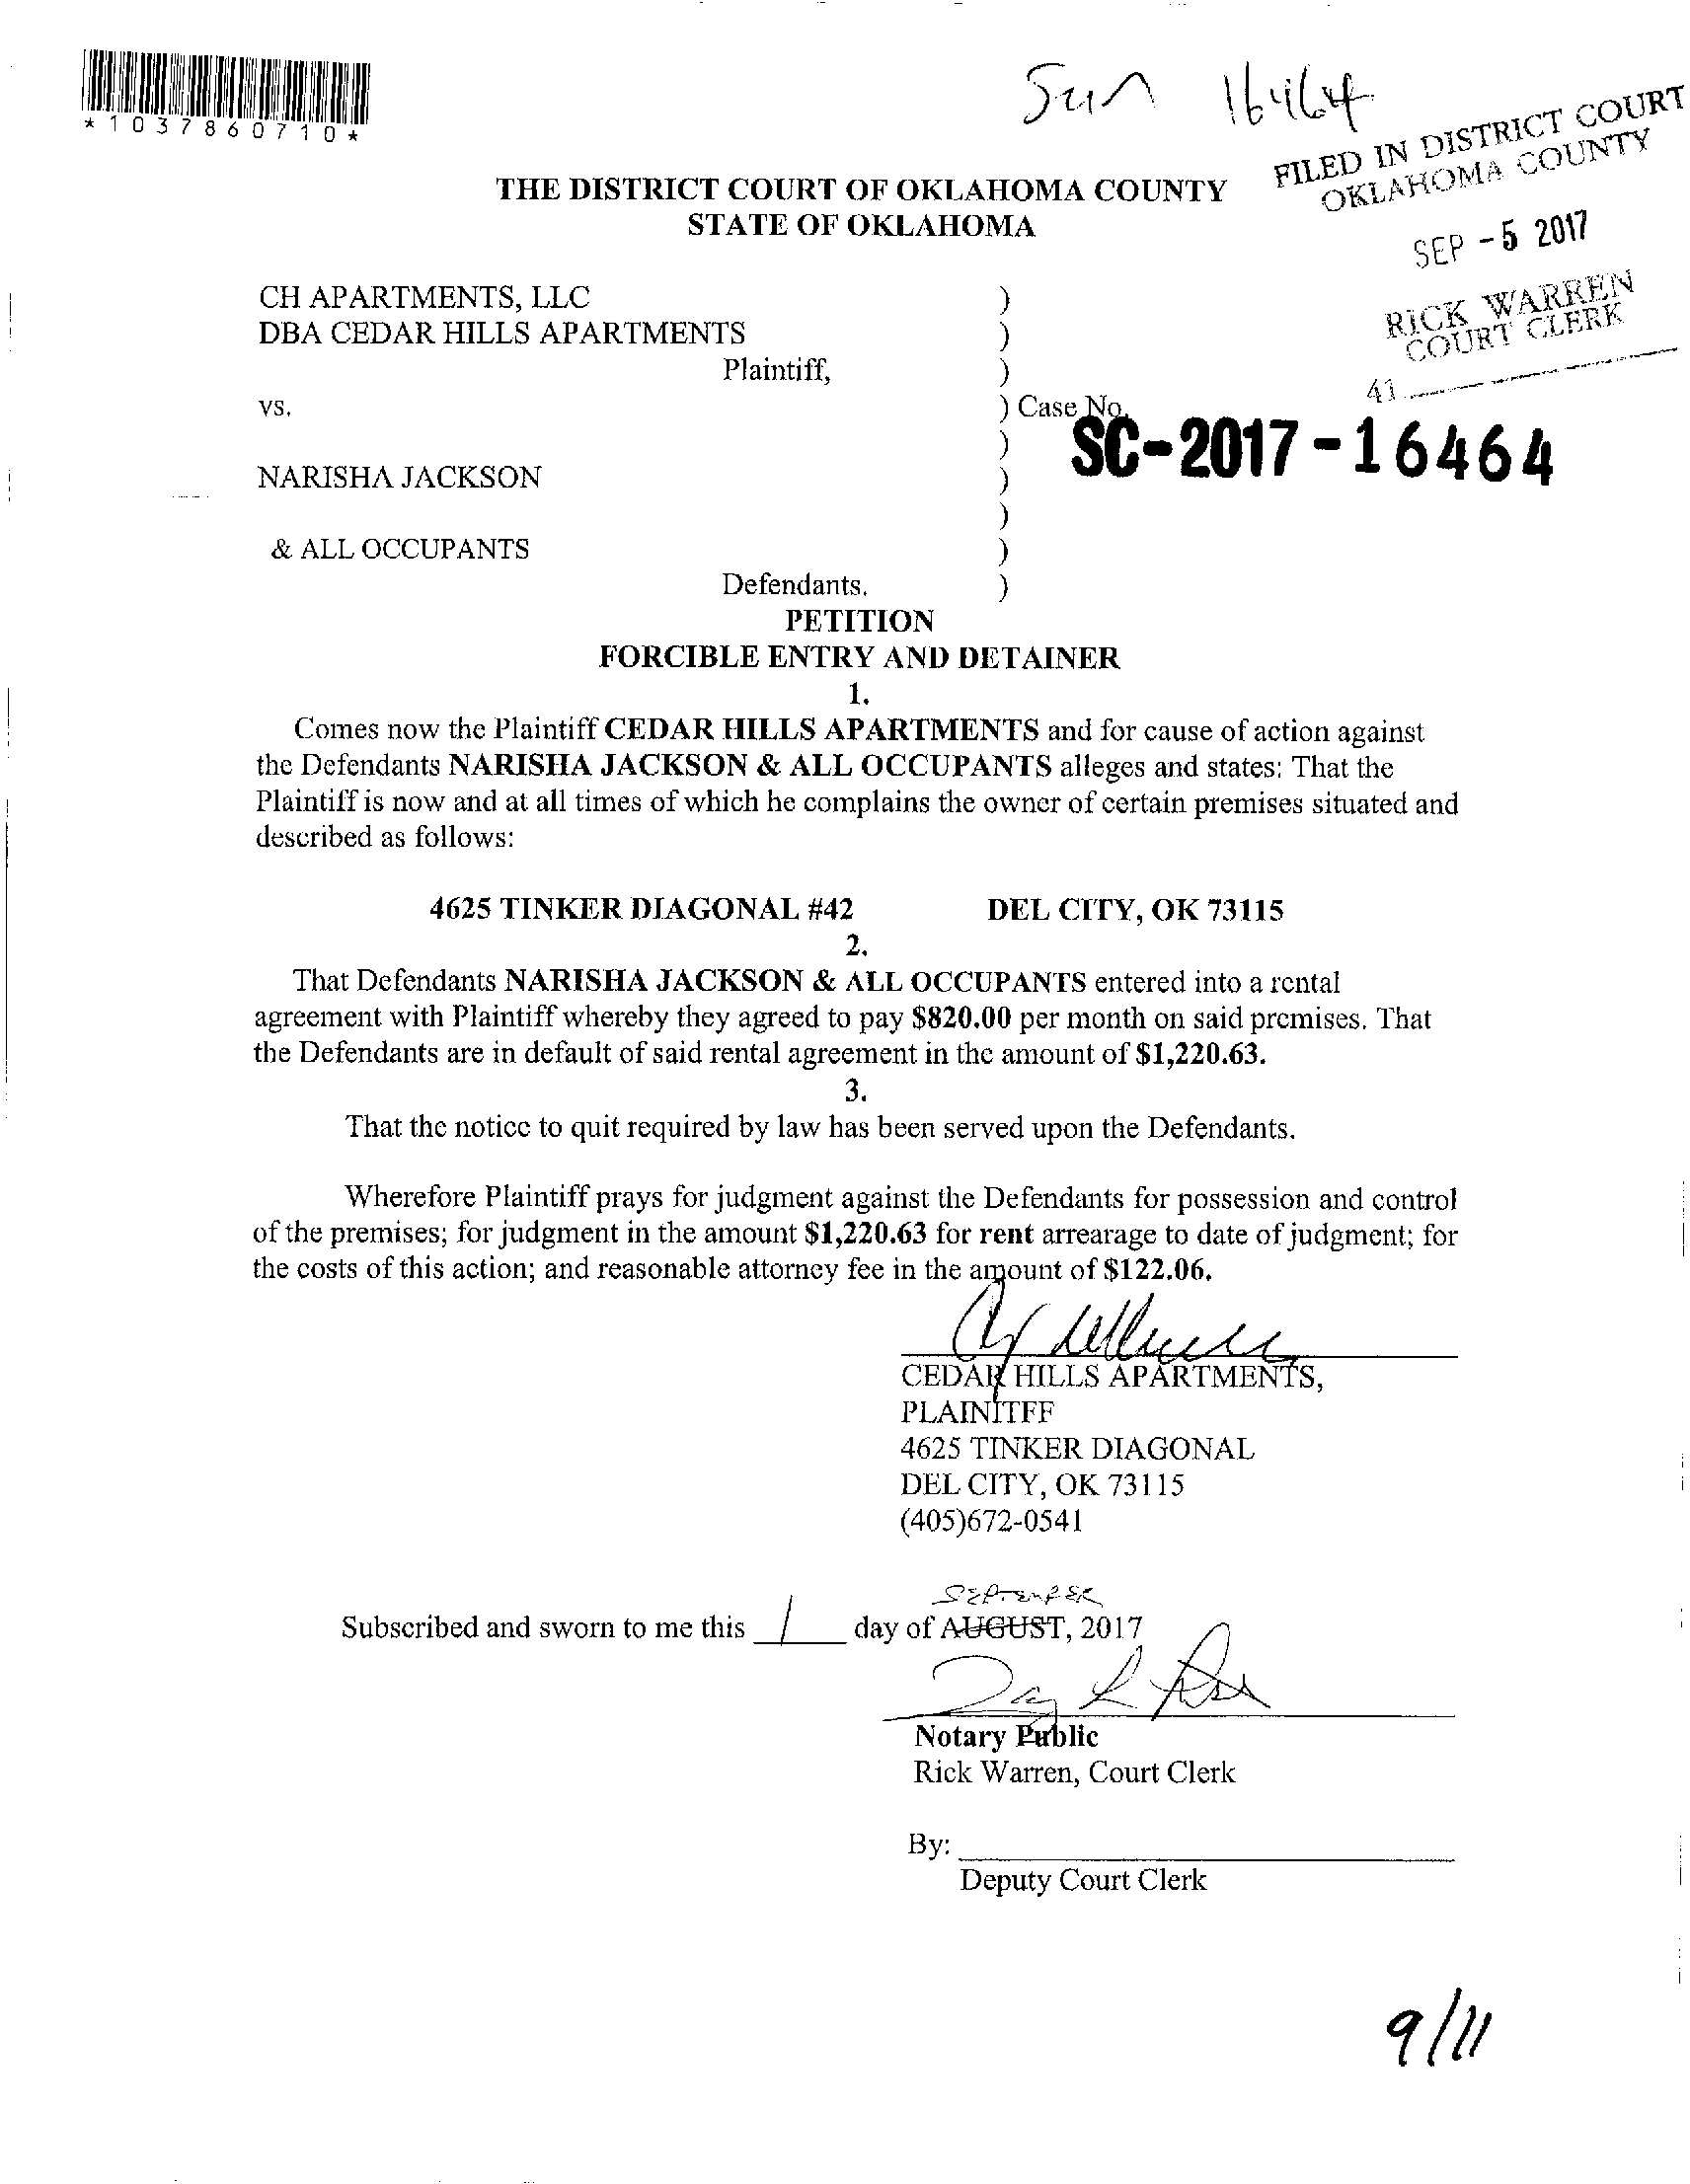 *1037860710*
Sun 16464
FILED IN DISTRICT COURT
OKLAHOMA COUNTY
SEP -5 2017
RICK WARREN
COURT CLERK
41
THE DISTRICT COURT OF OKLAHOMA COUNTY
STATE OF OKLAHOMA
CH APARTMENTS, LLC )
DBA CEDAR HILLS APARTMENTS )
Plaintiff, )
vs. ) Case No.
) SC-2017-16464
NARISHA JACKSON )
)
& ALL OCCUPANTS )
Defendants. )
PETITION
FORCIBLE ENTRY AND DETAINER
1.
Comes now the Plaintiff CEDAR HILLS APARTMENTS and for cause of action against
the Defendants NARISHA JACKSON & ALL OCCUPANTS alleges and states: That the
Plaintiff is now and at all times of which he complains the owner of certain premises situated and
described as follows:
4625 TINKER DIAGONAL #42 DEL CITY, OK 73115
2.
That Defendants NARISHA JACKSON & ALL OCCUPANTS entered into a rental
agreement with Plaintiff whereby they agreed to pay $820.00 per month on said premises. That
the Defendants are in default of said rental agreement in the amount of $1,220.63.
3.
That the notice to quit required by law has been served upon the Defendants.
Wherefore Plaintiff prays for judgment against the Defendants for possession and control
of the premises; for judgment in the amount $1,220.63 for rent arrearage to date of judgment; for
the costs of this action; and reasonable attorney fee in the amount of $122.06.
CEDAR HILLS APARTMENTS,
PLAINITFF
4625 TINKER DIAGONAL
DEL CITY, OK 73115
(405)672-0541
SEPTEMBER
Subscribed and sworn to me this 1 day of AUGUST, 2017
Notary Public
Rick Warren, Court Clerk
By:
Deputy Court Clerk
9/11